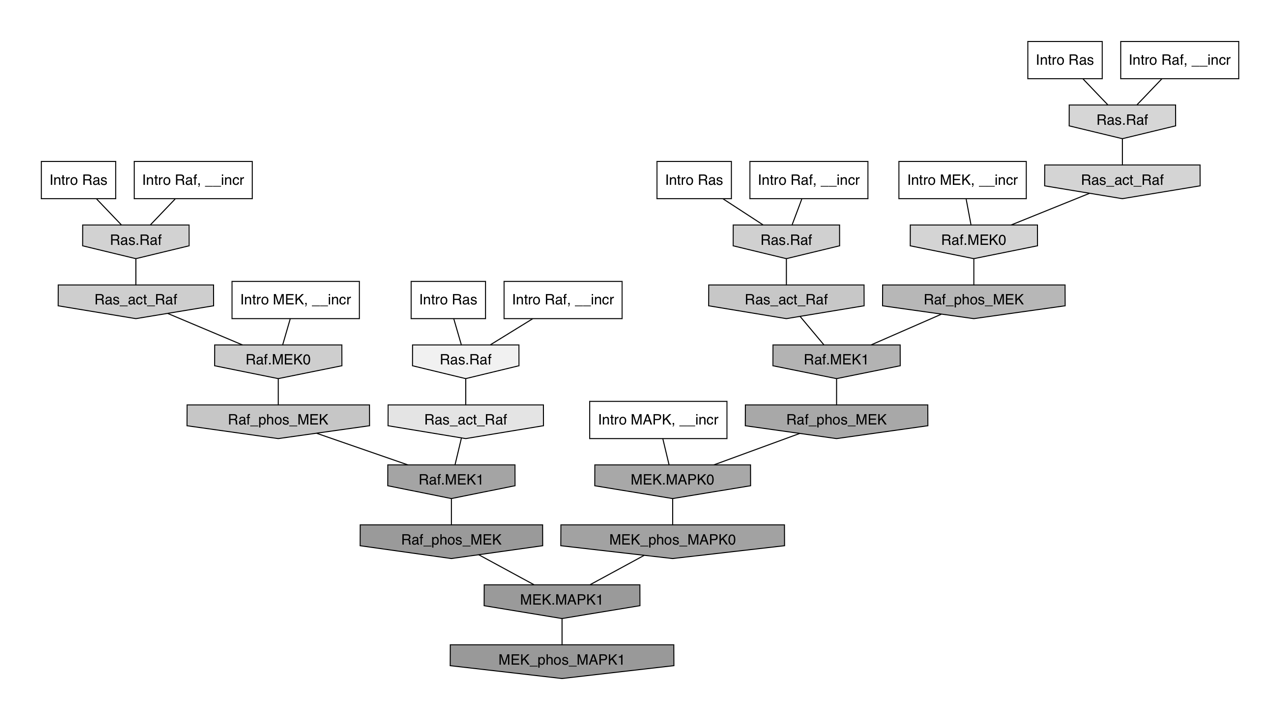 Intro Ras
Intro Raf, __incr
Ras.Raf
Intro Ras
Intro Raf, __incr
Intro Ras
Intro Raf, __incr
Intro MEK, __incr
Ras_act_Raf
Ras.Raf
Ras.Raf
Raf.MEK0
Ras_act_Raf
Intro MEK, __incr
Intro Ras
Intro Raf, __incr
Ras_act_Raf
Raf_phos_MEK
Raf.MEK0
Ras.Raf
Raf.MEK1
Raf_phos_MEK
Ras_act_Raf
Intro MAPK, __incr
Raf_phos_MEK
Raf.MEK1
MEK.MAPK0
Raf_phos_MEK
MEK_phos_MAPK0
MEK.MAPK1
MEK_phos_MAPK1